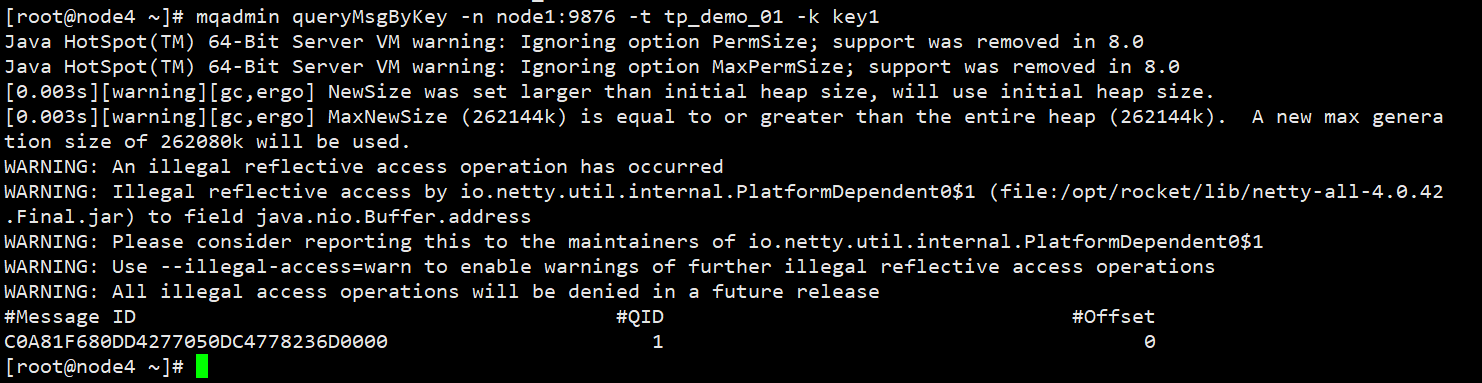 [root@node4 ~]# mqadmin queryMsgByKey -n node1:9876 -t tp_demo_01 -k key1
Java HotSpot(TM) 64-Bit Server VM warning: Ignoring option PermSize; support was removed in 8.0
Java HotSpot(TM) 64-Bit Server VM warning: Ignoring option MaxPermSize; support was removed in 8.0
[0.003s][warning][gc,ergo] NewSize was set larger than initial heap size, will use initial heap size.
[0.003s][warning][gc,ergo] MaxNewSize (262144k) is equal to or greater than the entire heap (262144k).  A new max genera
tion size of 262080k will be used.
WARNING: An illegal reflective access operation has occurred
WARNING: Illegal reflective access by io.netty.util.internal.PlatformDependent0$1 (file:/opt/rocket/lib/netty-all-4.0.42
.Final.jar) to field java.nio.Buffer.address
WARNING: Please consider reporting this to the maintainers of io.netty.util.internal.PlatformDependent0$1
WARNING: Use --illegal-access=warn to enable warnings of further illegal reflective access operations
WARNING: All illegal access operations will be denied in a future release
#Message ID                                        #QID                                  #Offset
C0A81F680DD4277050DC4778236D0000                      1                                        0
[root@node4 ~]#